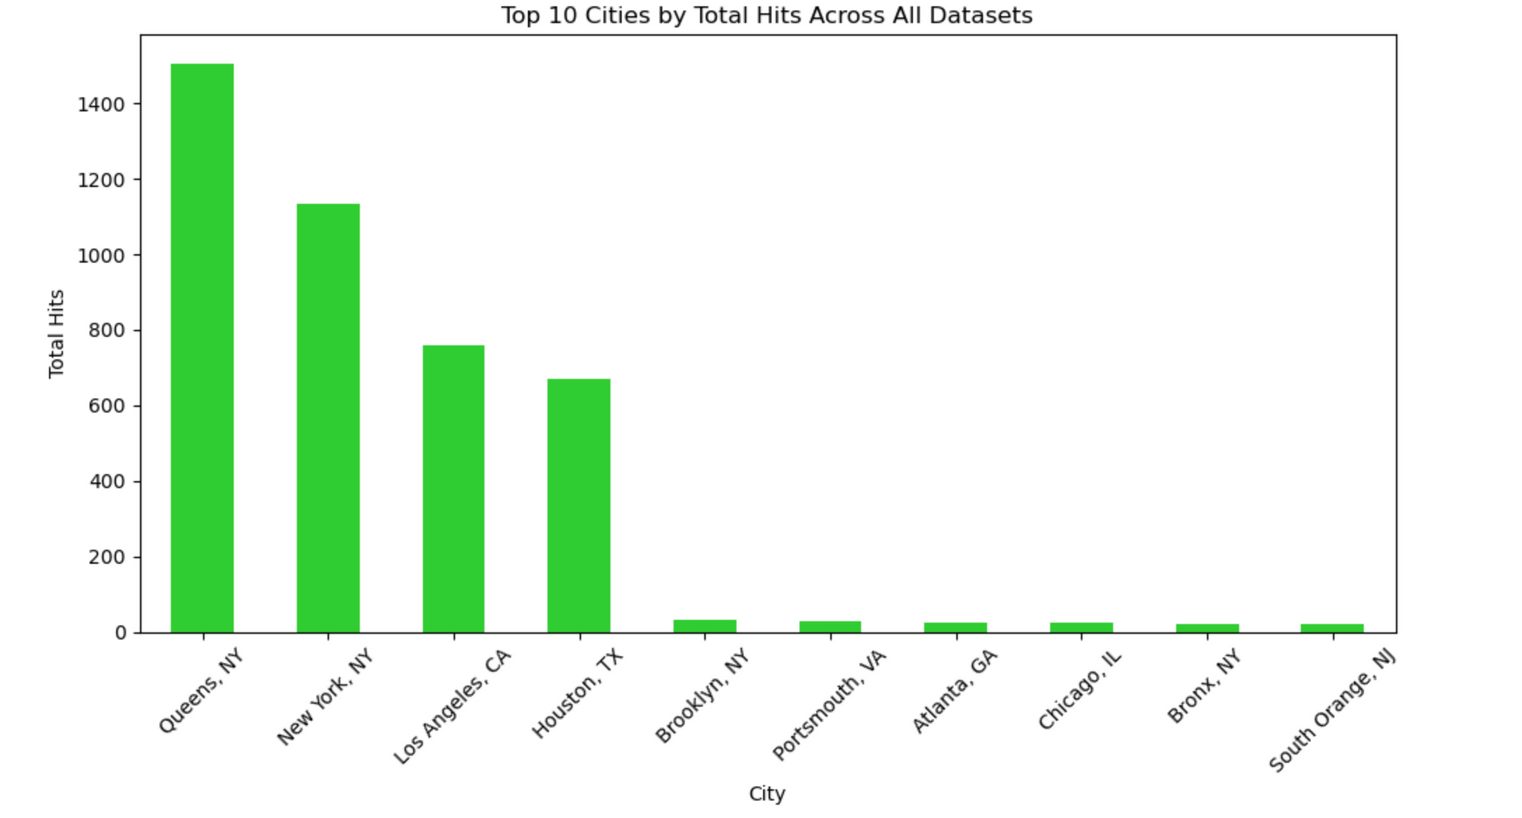 Top 10 Cities by Total Hits Across All Datasets
Total Hits
1400
1200
1000
800
600
400
200
0
Queens, NY
New York, NY
Los Angeles, CA
Houston, TX
Brooklyn, NY
Portsmouth, VA
Atlanta, GA
Chicago, IL
Bronx, NY
South Orange, NJ
City